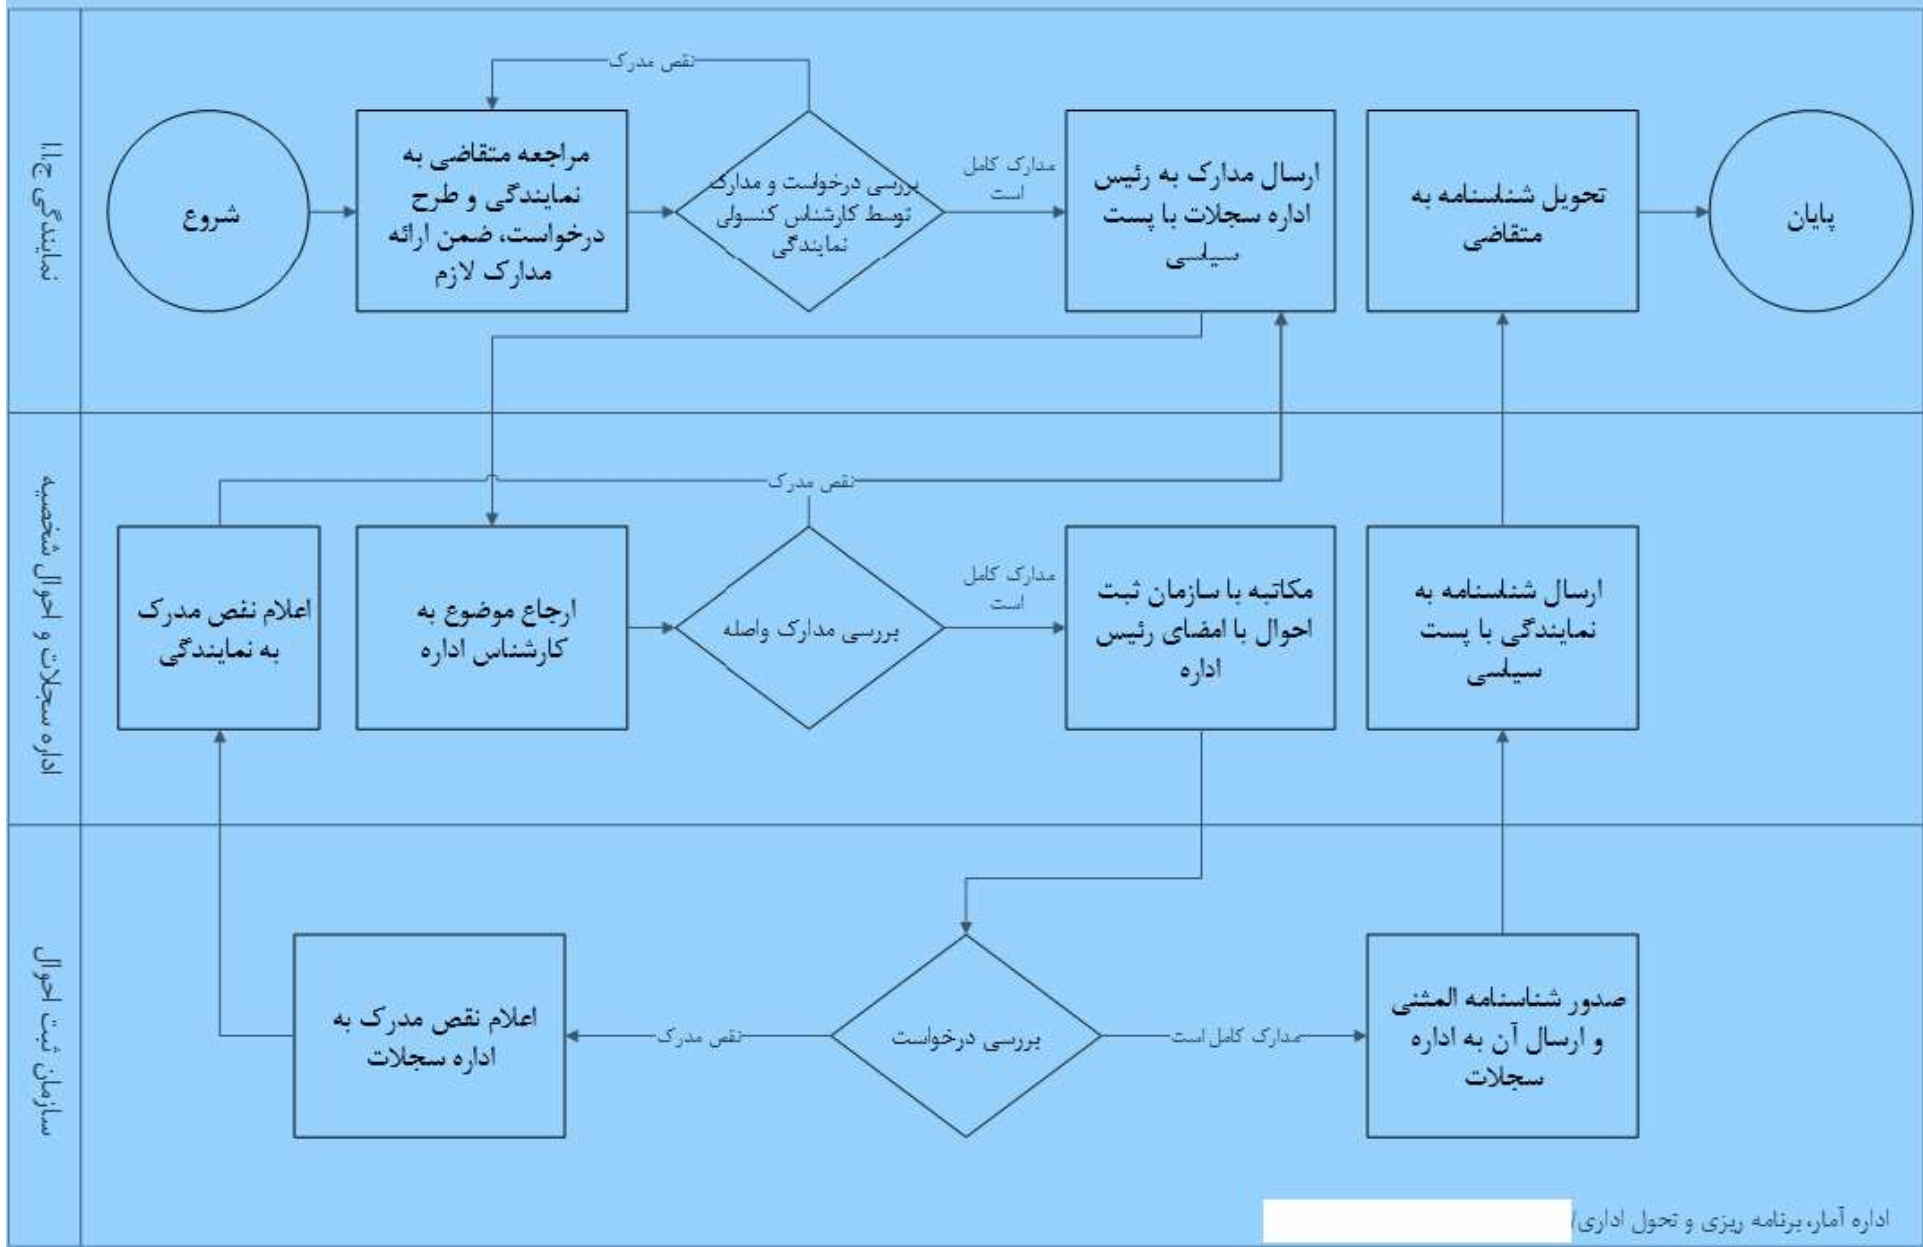 نمایندگی ج.ا.ا
شروع
مراجعه متقاضی به
نمایندگی و طرح
درخواست، ضمن ارائه
مدارک لازم
نقص مدرک
بررسی درخواست و مدارک
توسط کارشناس کنسولی
نمایندگی
مدارک کامل
است
ارسال مدارک به رئیس
اداره سجلات با پست
سیاسی
تحویل شناسنامه به
متقاضی
پایان
اداره سجلات و احوال شخصیه
اعلام نقص مدرک
به نمایندگی
ارجاع موضوع به
کارشناس اداره
نقص مدرک
بررسی مدارک واصله
مدارک کامل
است
مکاتبه با سازمان ثبت
احوال با امضای رئیس
اداره
ارسال شناسنامه به
نمایندگی با پست
سیاسی
سازمان ثبت احوال
اعلام نقص مدرک به
اداره سجلات
نقص مدرک
بررسی درخواست
مدارک کامل است
صدور شناسنامه المثنی
و ارسال آن به اداره
سجلات
اداره آمار، برنامه ریزی و تحول اداری/